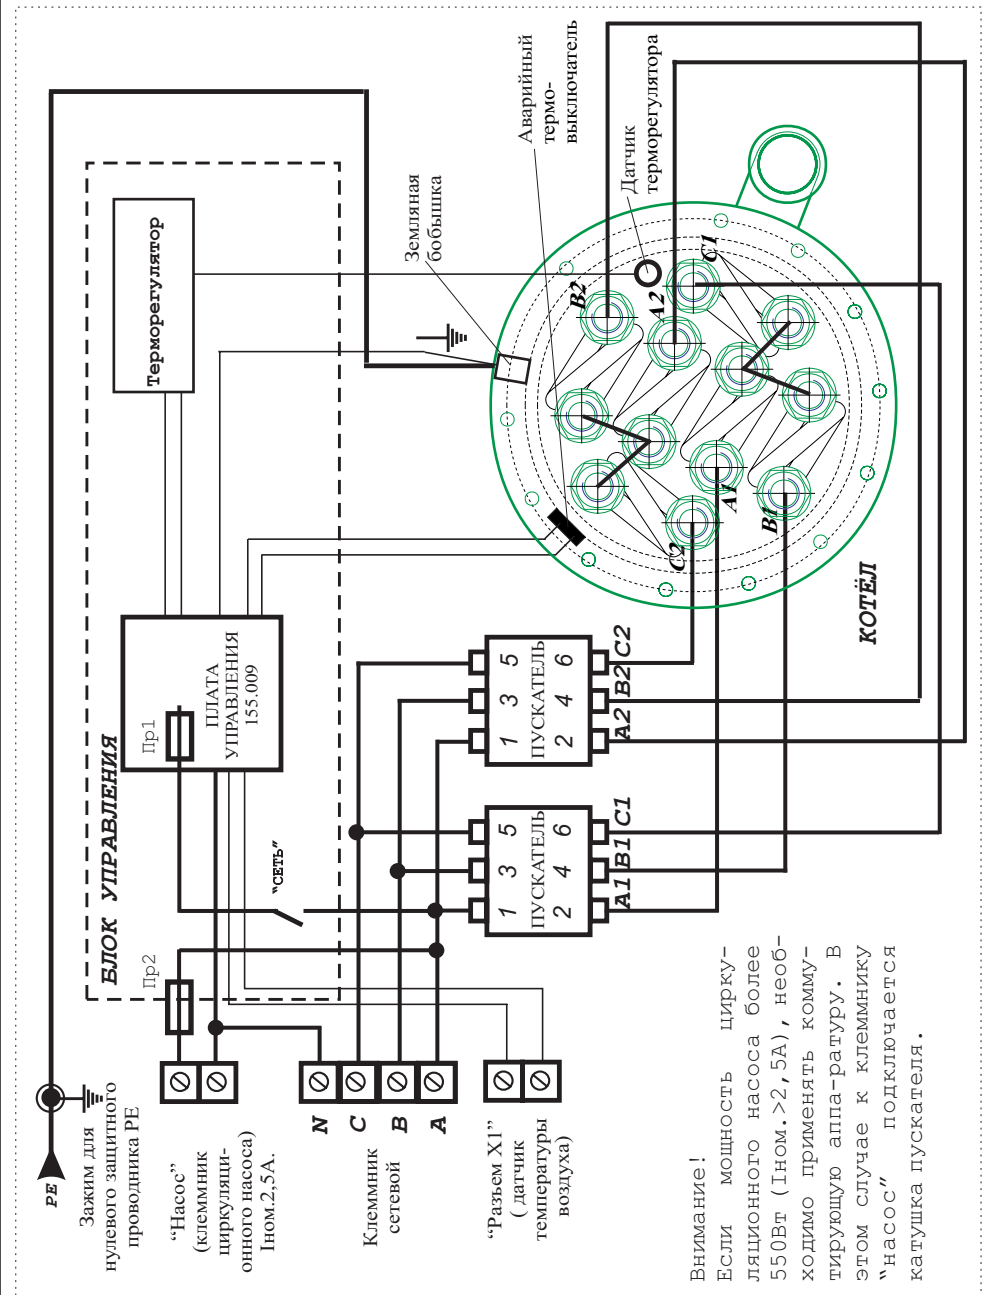 PE
Зажим для
нулевого защитного
проводника PE
“Насос”
(клеммник
циркуляци-
онного насоса)
Iном.2,5А.
Клеммник
сетевой
“Разъем X1”
( датчик
температуры
воздуха)
N
C
B
A
БЛОК УПРАВЛЕНИЯ
Пр2
Пр1
“СЕТЬ”
ПЛАТА
УПРАВЛЕНИЯ
155.009
Терморегулятор
Земляная
бобышка
Аварийный
термо-
выключатель
Датчик
терморегулятора
1 3 5
ПУСКАТЕЛЬ
2 4 6
A1 B1 C1
1 3 5
ПУСКАТЕЛЬ
2 4 6
A2 B2 C2
B2
A2
C1
C2
A1
B1
КОТЁЛ
Внимание!
Если мощность цирку-
ляционного насоса более
550Вт (Iном.>2,5А), необ-
ходимо применять комму-
тирующую аппа-ратуру. В
этом случае к клеммнику
“насос” подключается
катушка пускателя.